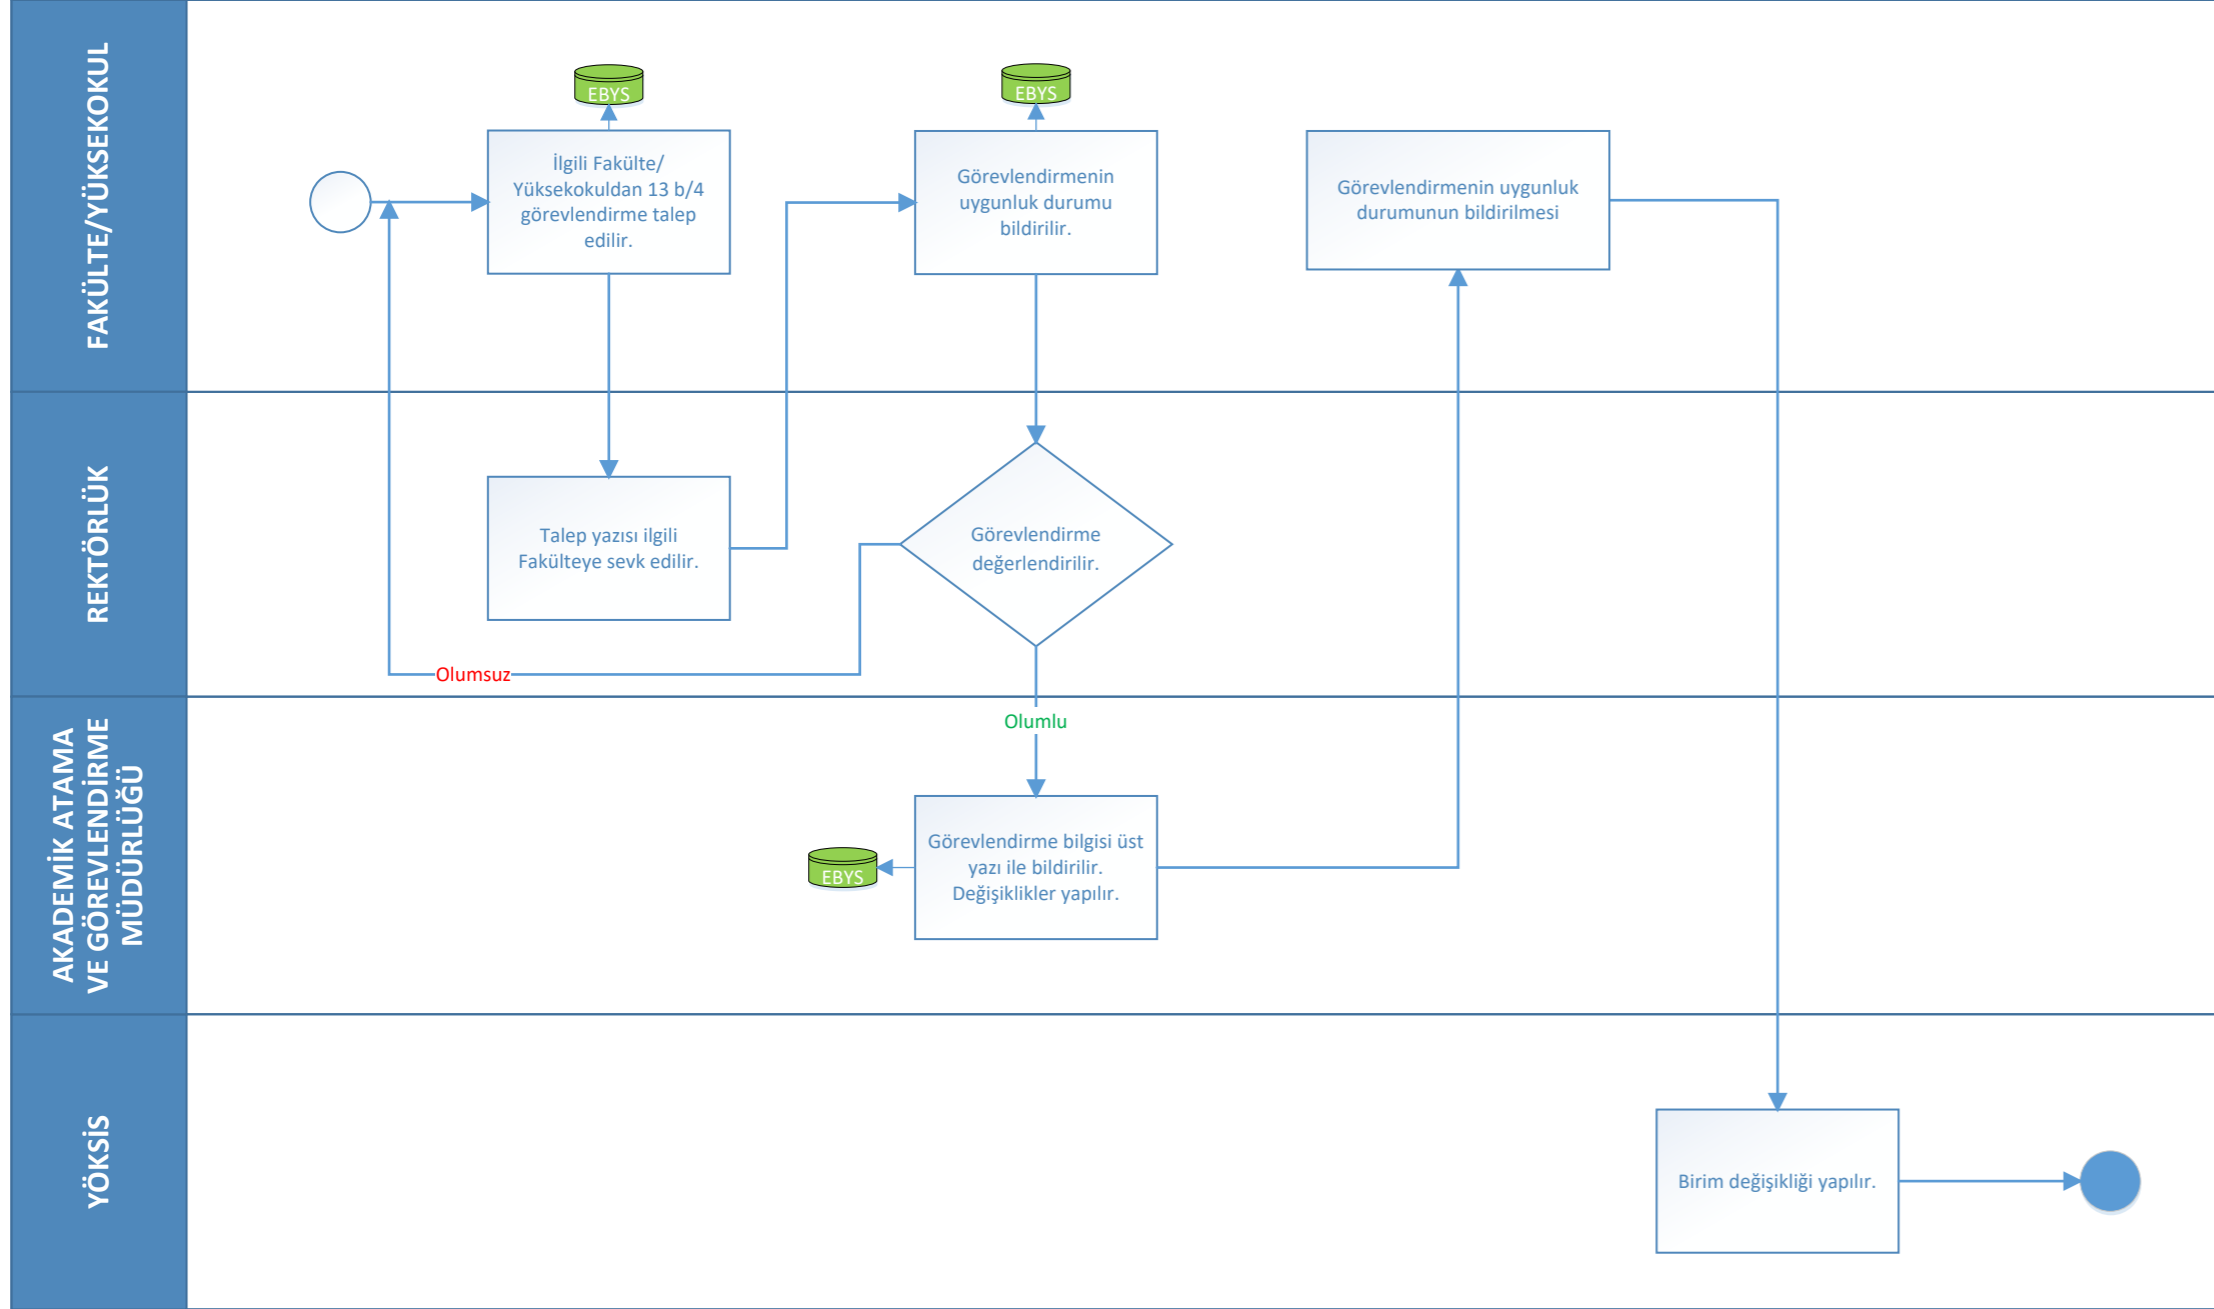 FAKÜLTE/YÜKSEKOKUL
EBYS
İlgili Fakülte/
Yüksekokuldan 13 b/4
görevlendirme talep
edilir.
EBYS
Görevlendirmenin
uygunluk durumu
bildirilir.
Görevlendirmenin uygunluk
durumunun bildirilmesi
REKTÖRLÜK
Talep yazısı ilgili
Fakülteye sevk edilir.
Görevlendirme
değerlendirilir.
Olumsuz
AKADEMİK ATAMA
VE GÖREVLENDİRME
MÜDÜRLÜĞÜ
Olumlu
EBYS
Görevlendirme bilgisi üst
yazı ile bildirilir.
Değişiklikler yapılır.
YÖKSİS
Birim değişikliği yapılır.